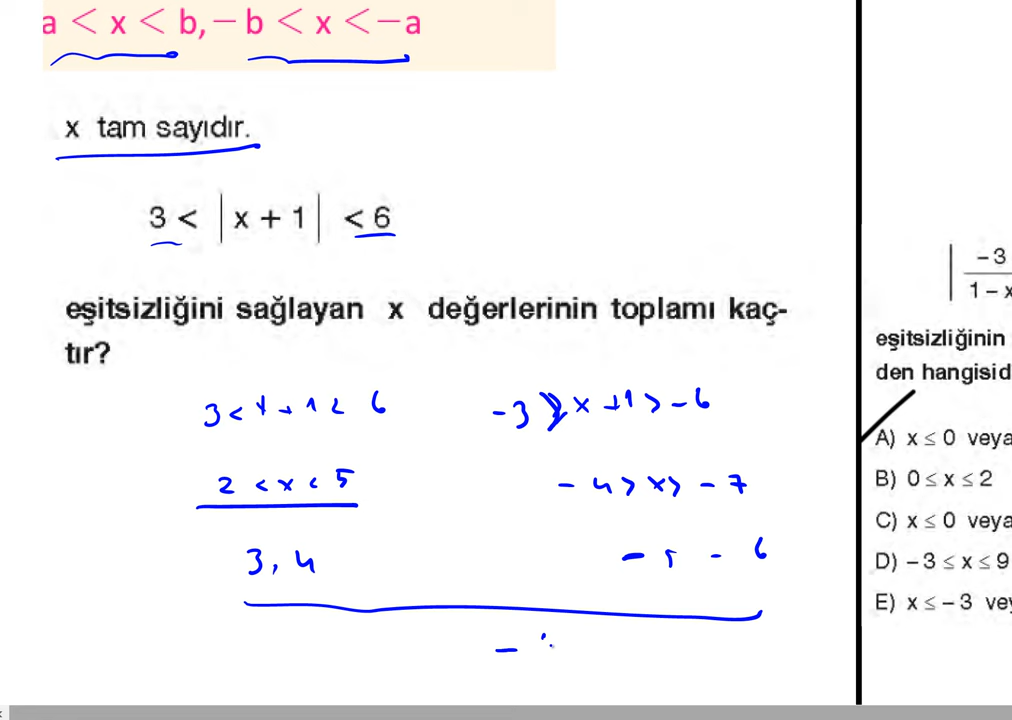 a < x < b, − b < x < −a
x tam sayıdır.
3 < |x + 1| < 6
eşitsizliğini sağlayan x değerlerinin toplamı kaç-
tır?
3 < x + 1 < 6
-3 > x +1 > -6
2 < x < 5
-4 > x > -7
3, 4
-5 -6
-
| -3
1 - x
eşitsizliğinin
den hangisid
A) x ≤ 0 veya
B) 0 ≤ x ≤ 2
C) x ≤ 0 veya
D) −3 ≤ x ≤ 9
E) x ≤ −3 vey